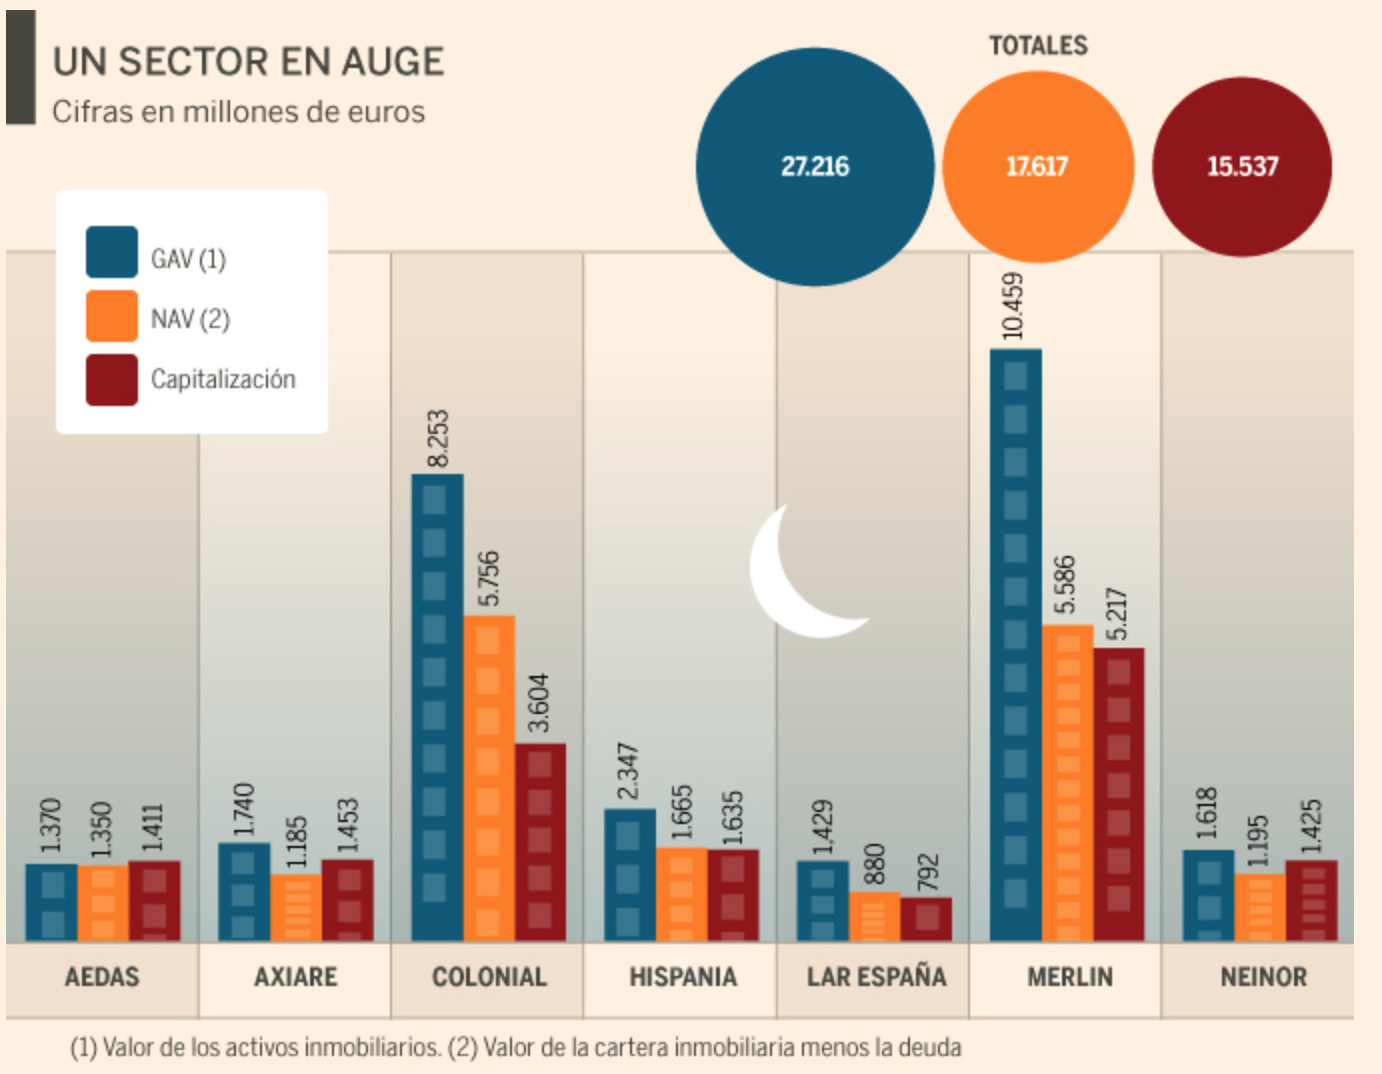 UN SECTOR EN AUGE
Cifras en millones de euros
TOTALES
27.216
17.617
15.537
GAV (1)
NAV (2)
Capitalización
1.370
1.350
1.411
1.740
1.185
1.453
8.253
5.756
3.604
2.347
1.665
1.635
1.429
880
792
10.459
5.586
5.217
1.618
1.195
1.425
AEDAS
AXIARE
COLONIAL
HISPANIA
LAR ESPAÑA
MERLIN
NEINOR
(1) Valor de los activos inmobiliarios. (2) Valor de la cartera inmobiliaria menos la deuda